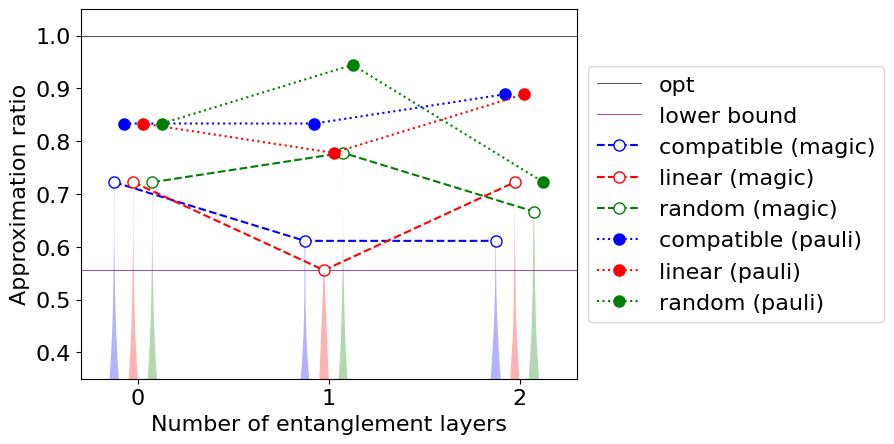 1.0
0.9
0.8
0.7
0.6
0.5
0.4
Approximation ratio
0 1 2
Number of entanglement layers
opt
lower bound
compatible (magic)
linear (magic)
random (magic)
compatible (pauli)
linear (pauli)
random (pauli)